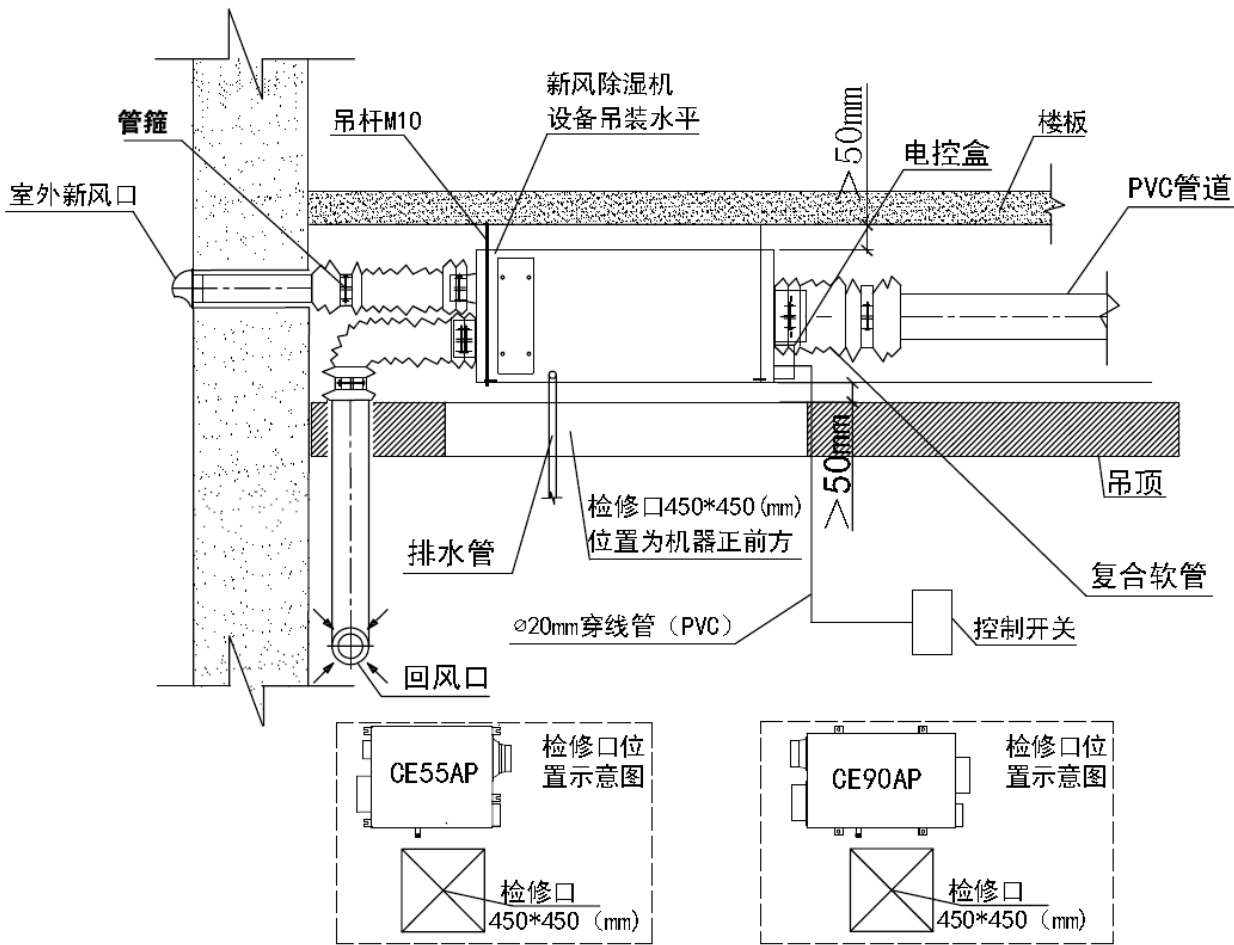 新风除湿机
设备吊装水平
管箍
吊杆M10
>50mm
电控盒
楼板
室外新风口
PVC管道
>50mm
吊顶
检修口450*450(mm)
位置为机器正前方
排水管
复合软管
⌀20mm穿线管（PVC）
控制开关
回风口
检修口位
置示意图
CE55AP
检修口
450*450（mm)
检修口位
置示意图
CE90AP
检修口
450*450（mm)